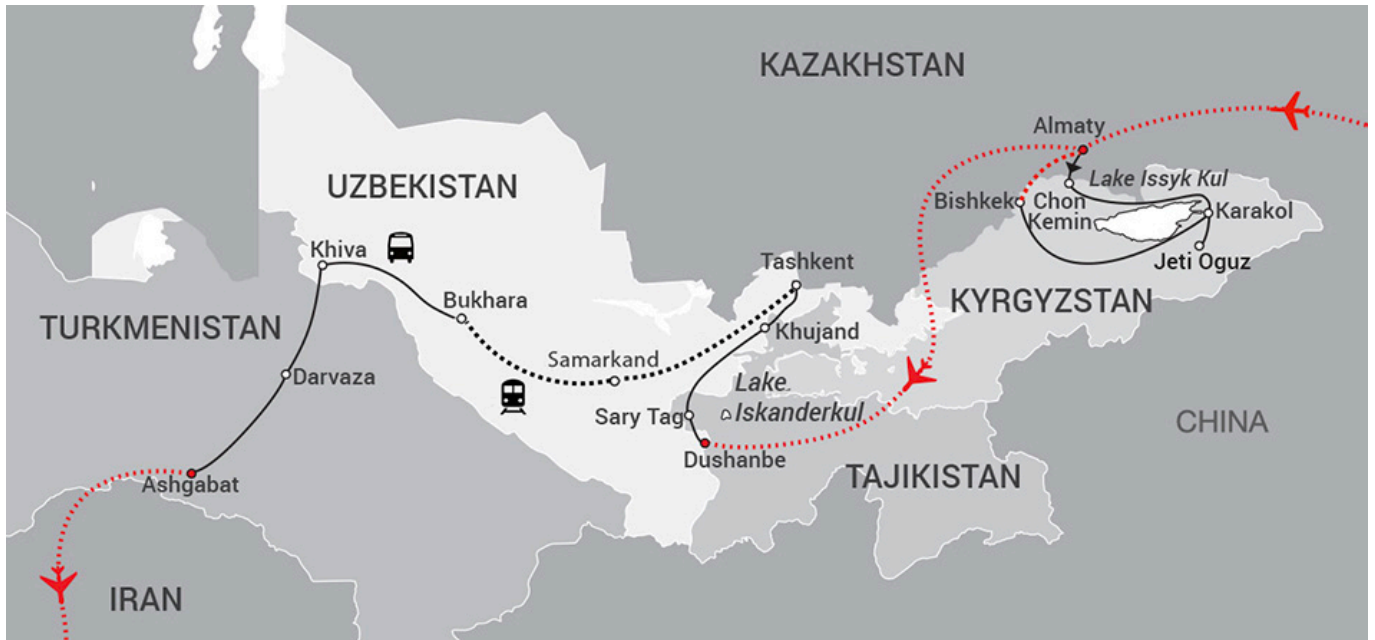 KAZAKHSTAN
Almaty
UZBEKISTAN
Lake Issyk Kul
Bishkek
Chon
Kemin
Karakol
Khiva
Jeti Oguz
Tashkent
Bukhara
KYRGYZSTAN
TURKMENISTAN
Khujand
Samarkand
Darvaza
Lake
Iskanderkul
Sary Tag
CHINA
Dushanbe
TAJIKISTAN
Ashgabat
IRAN